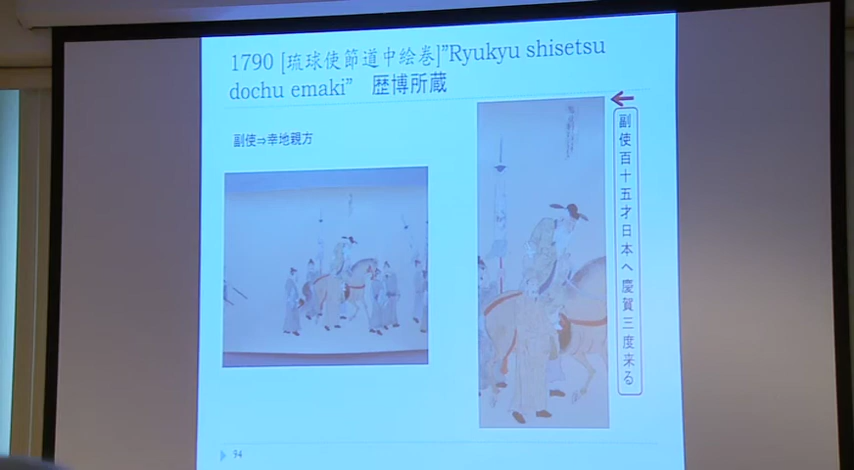 1790 [琉球使節道中絵巻]"Ryukyu shisetsu
dochu emaki"　歴博所蔵
副使⇒幸地親方
副使百十五才日本へ慶賀三度来る
94